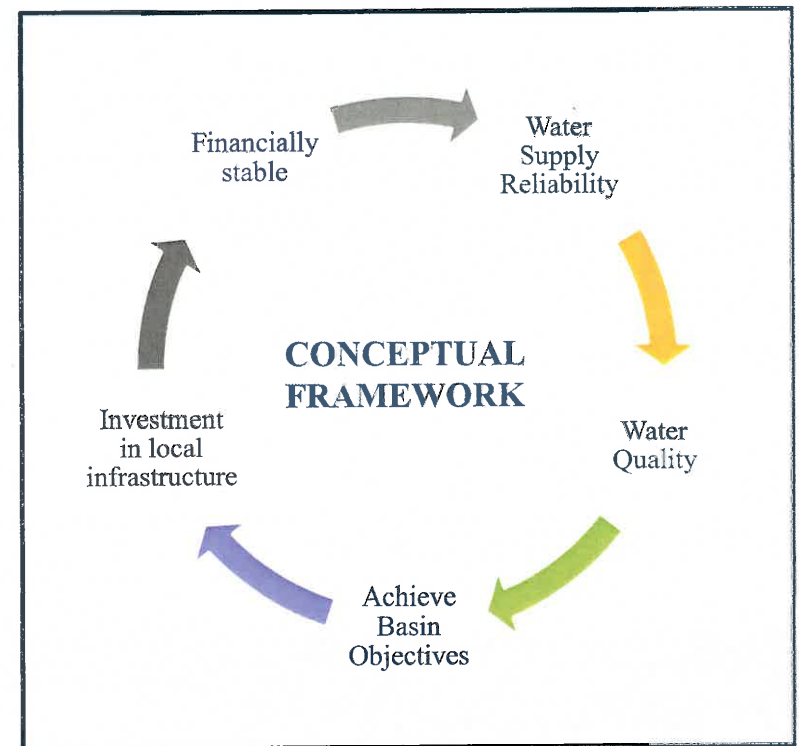 Financially
stable
Water
Supply
Reliability
CONCEPTUAL
FRAMEWORK
Water
Quality
Investment
in local
infrastructure
Achieve
Basin
Objectives